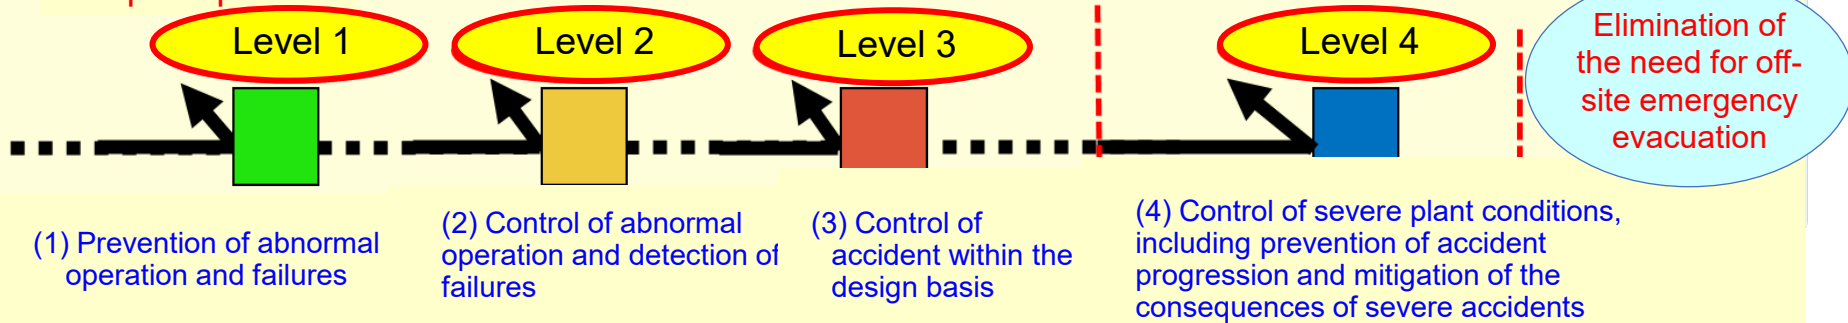 Level 1
Level 2
Level 3
Level 4
Elimination of
the need for off-
site emergency
evacuation
(1) Prevention of abnormal
operation and failures
(2) Control of abnormal
operation and detection of
failures
(3) Control of
accident within the
design basis
(4) Control of severe plant conditions,
including prevention of accident
progression and mitigation of the
consequences of severe accidents